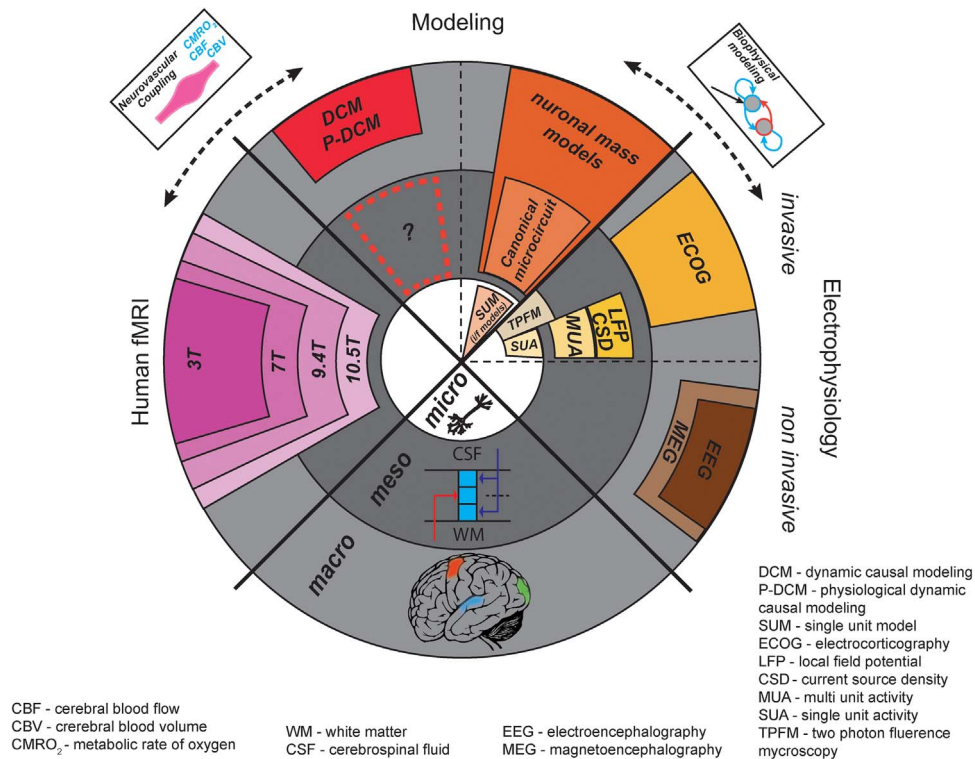 Modeling
Neurovascular
Coupling
CMRO₂
CBF
CBV
Biophysical
modeling
DCM
P-DCM
nuronal mass
models
?
Canonical
microcircuit
SUM
(i/f models)
TPFM
SUA
MUA
LFP
CSD
ECOG
invasive
Electrophysiology
non invasive
MEG
EEG
Human fMRI
3T
7T
9.4T
10.5T
micro
meso
macro
CSF
WM
DCM - dynamic causal modeling
P-DCM - physiological dynamic
causal modeling
SUM - single unit model
ECOG - electrocorticography
LFP - local field potential
CSD - current source density
MUA - multi unit activity
SUA - single unit activity
TPFM - two photon fluerence
mycroscopy
CBF - cerebral blood flow
CBV - crerebral blood volume
CMRO₂ - metabolic rate of oxygen
WM - white matter
CSF - cerebrospinal fluid
EEG - electroencephalography
MEG - magnetoencephalography